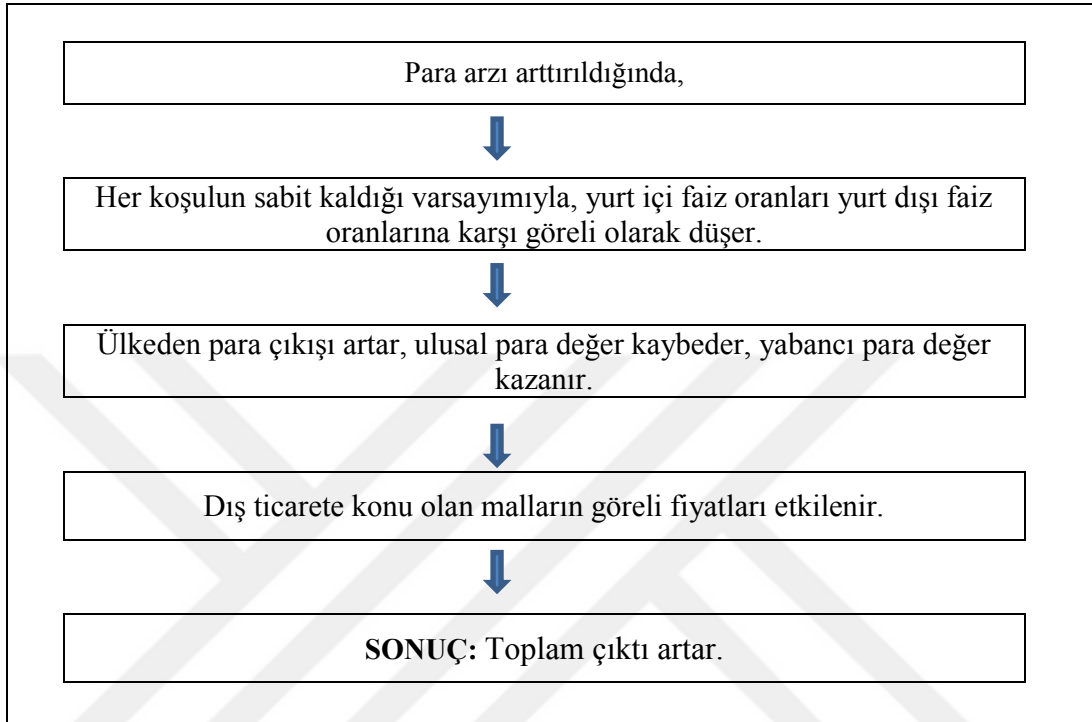 Para arzı arttırıldığında,
Her koşulun sabit kaldığı varsayımıyla, yurt içi faiz oranları yurt dışı faiz
oranlarına karşı göreli olarak düşer.
Ülkeden para çıkışı artar, ulusal para değer kaybeder, yabancı para değer
kazanır.
Dış ticarete konu olan malların göreli fiyatları etkilenir.
SONUÇ: Toplam çıktı artar.